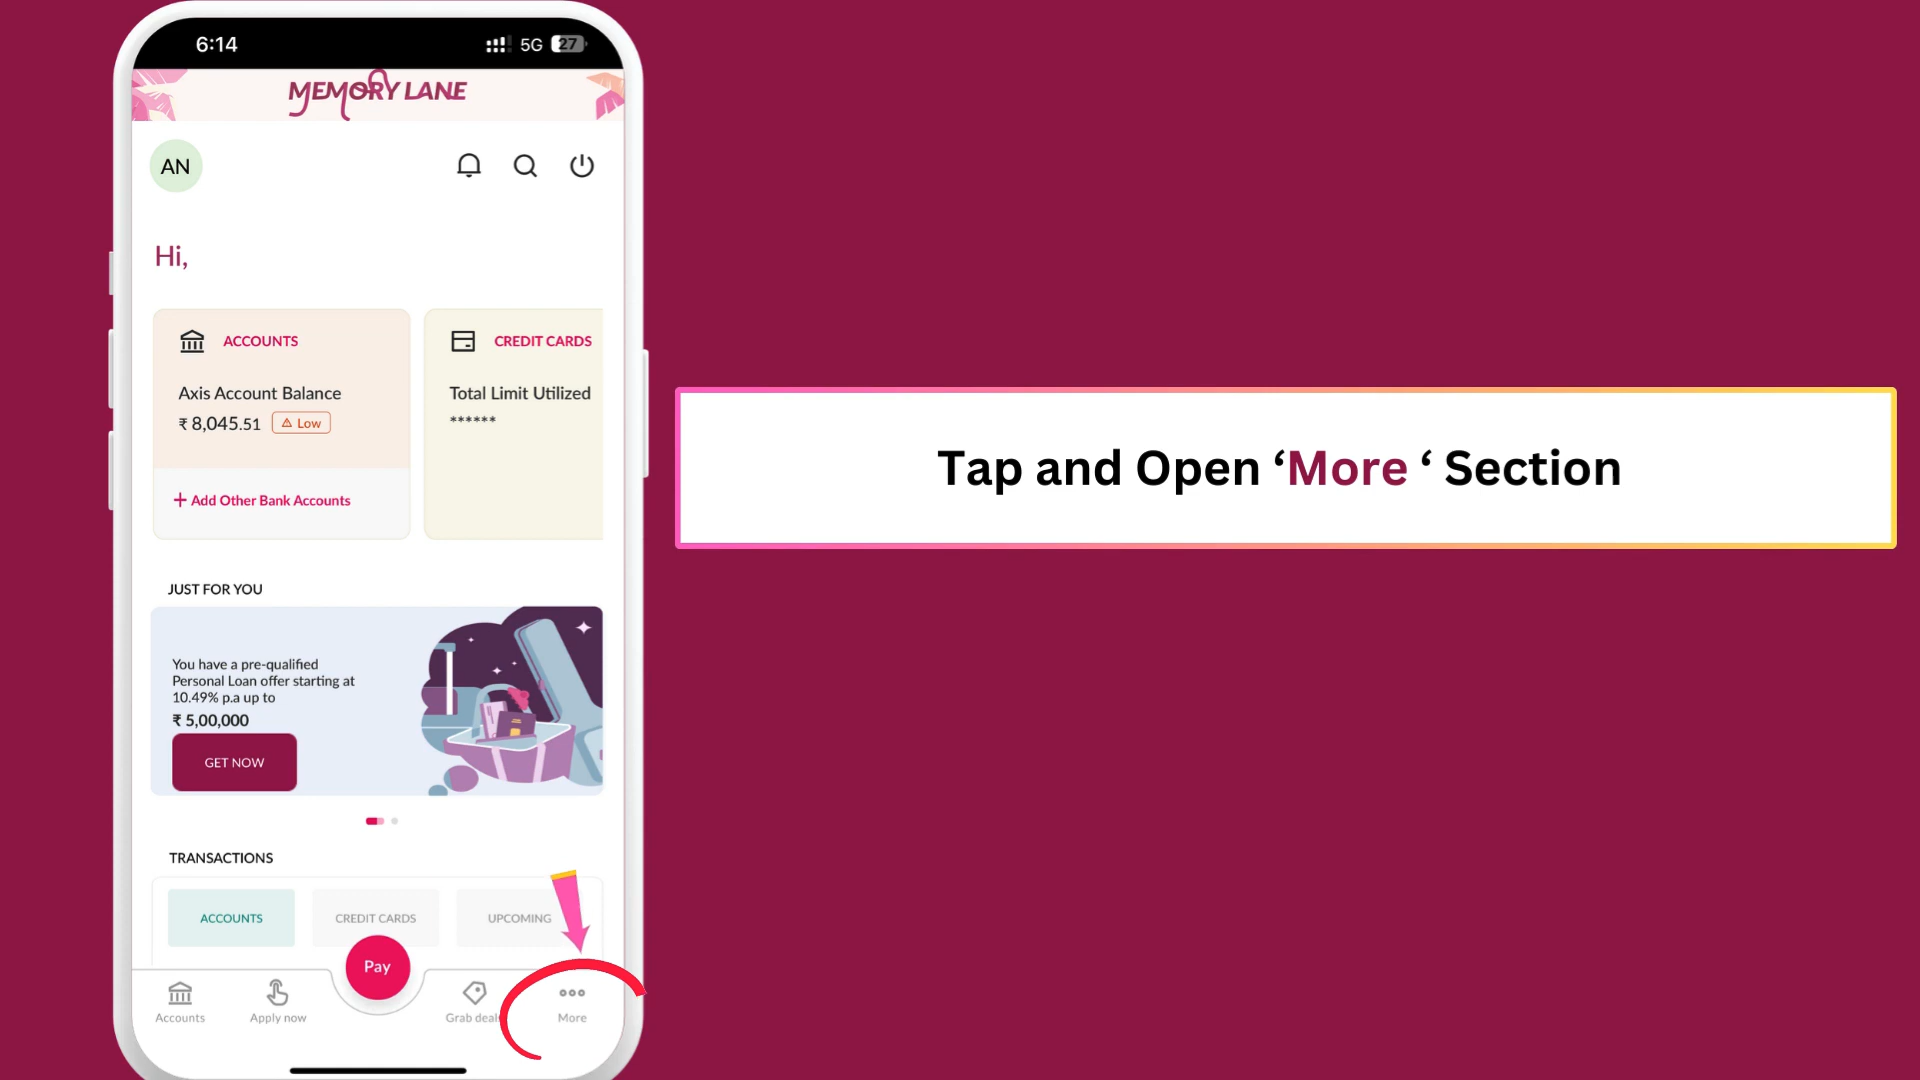 6:14
5G 27
MEMORY LANE
AN
Hi,
ACCOUNTS
Axis Account Balance
₹ 8,045.51 Low
+ Add Other Bank Accounts
CREDIT CARDS
Total Limit Utilized
******
Tap and Open ‘More ‘ Section
JUST FOR YOU
You have a pre-qualified
Personal Loan offer starting at
10.49% p.a up to
₹ 5,00,000
GET NOW
TRANSACTIONS
ACCOUNTS
CREDIT CARDS
UPCOMING
Accounts
Apply now
Pay
Grab deals
More